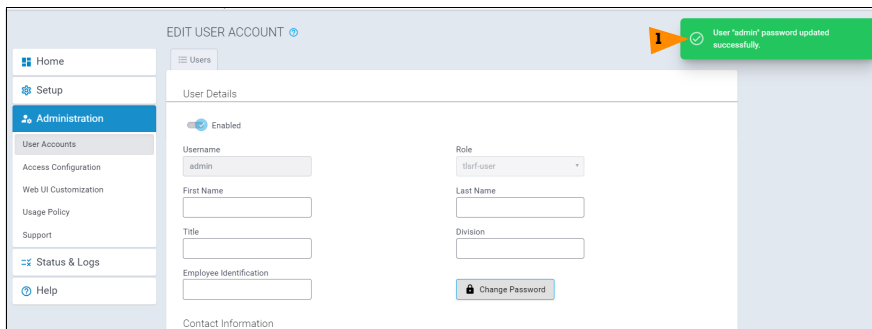 EDIT USER ACCOUNT
1
User "admin" password updated
successfully.
Home
Setup
Administration
User Accounts
Access Configuration
Web UI Customization
Usage Policy
Support
Status & Logs
Help
Users
User Details
Enabled
Username
Role
admin
tlsrf-user
First Name
Last Name
Title
Division
Employee Identification
Change Password
Contact Information